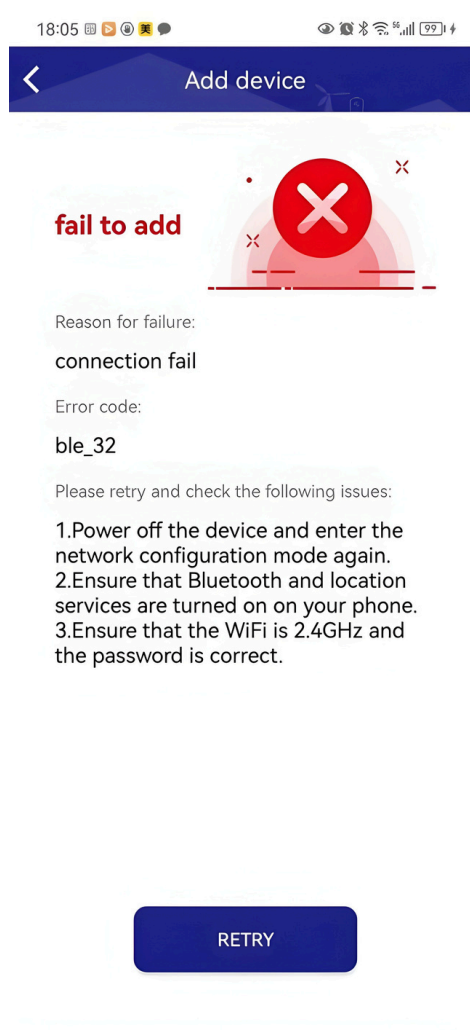 18:05
美
5G
99
Add device
fail to add
Reason for failure:
connection fail
Error code:
ble_32
Please retry and check the following issues:
1.Power off the device and enter the
network configuration mode again.
2.Ensure that Bluetooth and location
services are turned on on your phone.
3.Ensure that the WiFi is 2.4GHz and
the password is correct.
RETRY